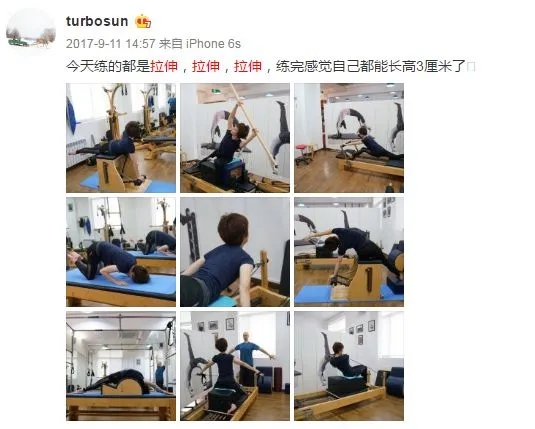 turbosun
2017-9-11 14:57 来自 iPhone 6s
今天练的都是拉伸，拉伸，拉伸，练完感觉自己都能长高3厘米了